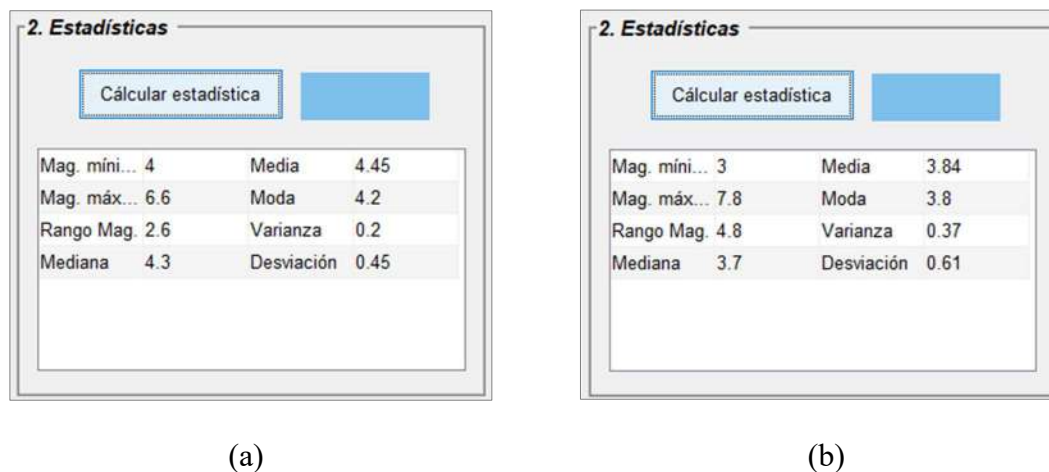 2. Estadísticas
Cálcular estadística
Mag. míni... 4 Media 4.45
Mag. máx... 6.6 Moda 4.2
Rango Mag. 2.6 Varianza 0.2
Mediana 4.3 Desviación 0.45
(a)
2. Estadísticas
Cálcular estadística
Mag. míni... 3 Media 3.84
Mag. máx... 7.8 Moda 3.8
Rango Mag. 4.8 Varianza 0.37
Mediana 3.7 Desviación 0.61
(b)